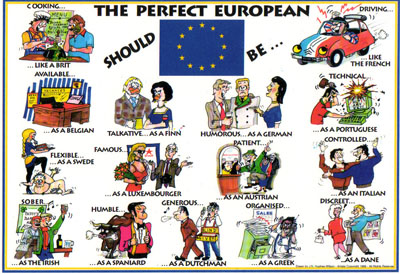 THE PERFECT EUROPEAN
SHOULD BE ...
COOKING...
...LIKE A BRIT
DRIVING...
...LIKE THE FRENCH
AVAILABLE...
...AS A BELGIAN
TALKATIVE...AS A FINN
HUMOROUS...AS A GERMAN
TECHNICAL
...AS A PORTUGUESE
FLEXIBLE...
...AS A SWEDE
FAMOUS...
...AS A LUXEMBOURGER
PATIENT...
...AS AN AUSTRIAN
CONTROLLED...
...AS AN ITALIAN
SOBER
...AS THE IRISH
HUMBLE...
...AS A SPANIARD
GENEROUS...
...AS A DUTCHMAN
ORGANISED...
SALES
...AS A GREEK
DISCREET...
...AS A DANE